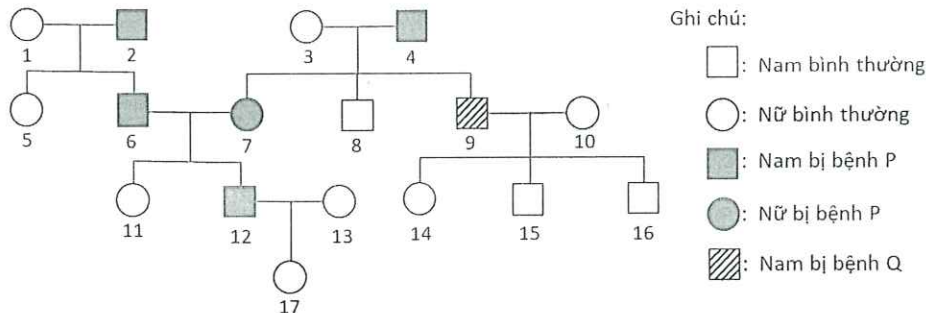 Ghi chú:
1 2 3 4
: Nam bình thường
: Nữ bình thường
5 6 7 8 9 10
: Nam bị bệnh P
: Nữ bị bệnh P
11 12 13 14 15 16
: Nam bị bệnh Q
17